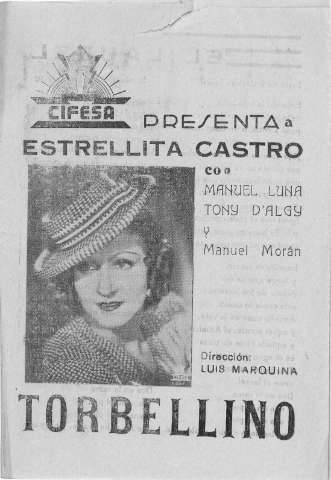 CIFESA
PRESENTA a
ESTRELLITA CASTRO
con
MANUEL LUNA
TONY D'ALGY
Y
Manuel Morán
Dirección:
LUIS MARQUINA
TORBELLINO